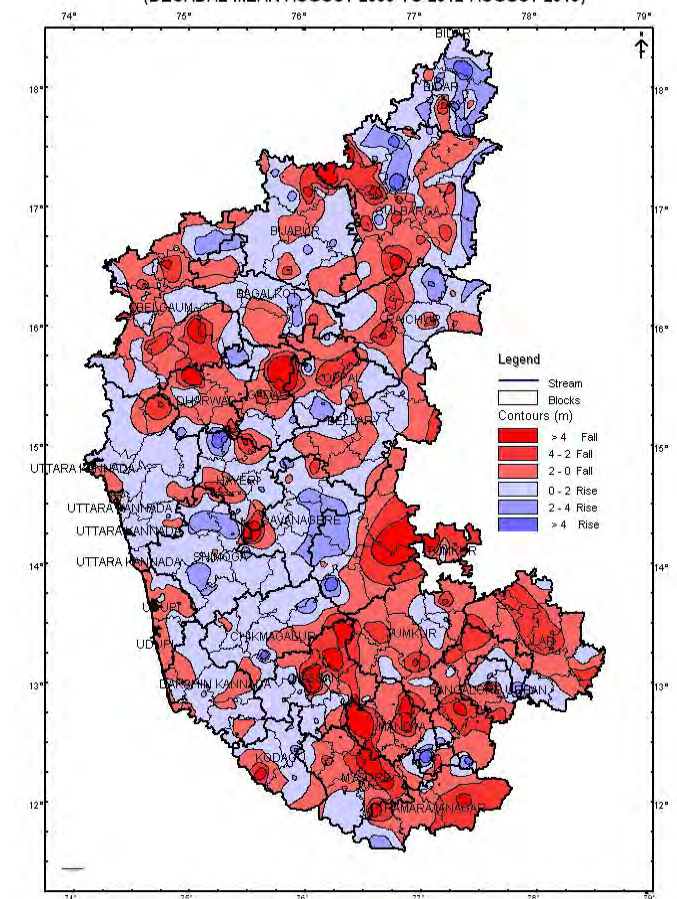 74° 75° 76° 77° 78° 79°
N
BIDAR
BIDAR
18° 18°
17° 17°
BIJAPUR
BAGALKOT
BELGAUM
16° 16°
RAICHUR
Legend
Stream
Blocks
Contours (m)
> 4 Fall
4 - 2 Fall
2 - 0 Fall
0 - 2 Rise
2 - 4 Rise
> 4 Rise
DHARWAD
BELLARY
15° 15°
UTTARA KANNADA
HAVERI
UTTARA KANNADA
DAVANAGERE
UTTARA KANNADA
TUMKUR
UTTARA KANNADA
SHIMOGA
14° 14°
UDUPI
CHIKMAGALUR
TUMKUR
KOLAR
UDUPI
DAKSHIN KANNADA
HASSAN
BANGALORE URBAN
13° 13°
MANDYA
KODAGU
MYSORE
12° 12°
74° 75° 76° 77° 78° 79°